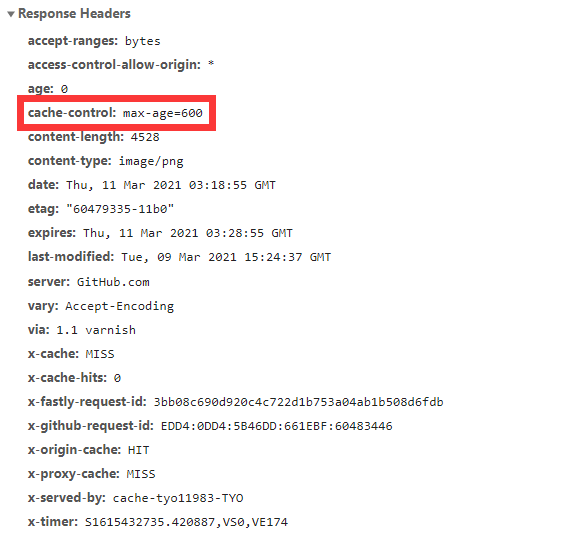 Response Headers
accept-ranges: bytes
access-control-allow-origin: *
age: 0
cache-control: max-age=600
content-length: 4528
content-type: image/png
date: Thu, 11 Mar 2021 03:18:55 GMT
etag: "60479335-11b0"
expires: Thu, 11 Mar 2021 03:28:55 GMT
last-modified: Tue, 09 Mar 2021 15:24:37 GMT
server: GitHub.com
vary: Accept-Encoding
via: 1.1 varnish
x-cache: MISS
x-cache-hits: 0
x-fastly-request-id: 3bb08c690d920c4c722d1b753a04ab1b508d6fdb
x-github-request-id: EDD4:0DD4:5B46DD:661EBF:60483446
x-origin-cache: HIT
x-proxy-cache: MISS
x-served-by: cache-tyo11983-TYO
x-timer: S1615432735.420887,VS0,VE174